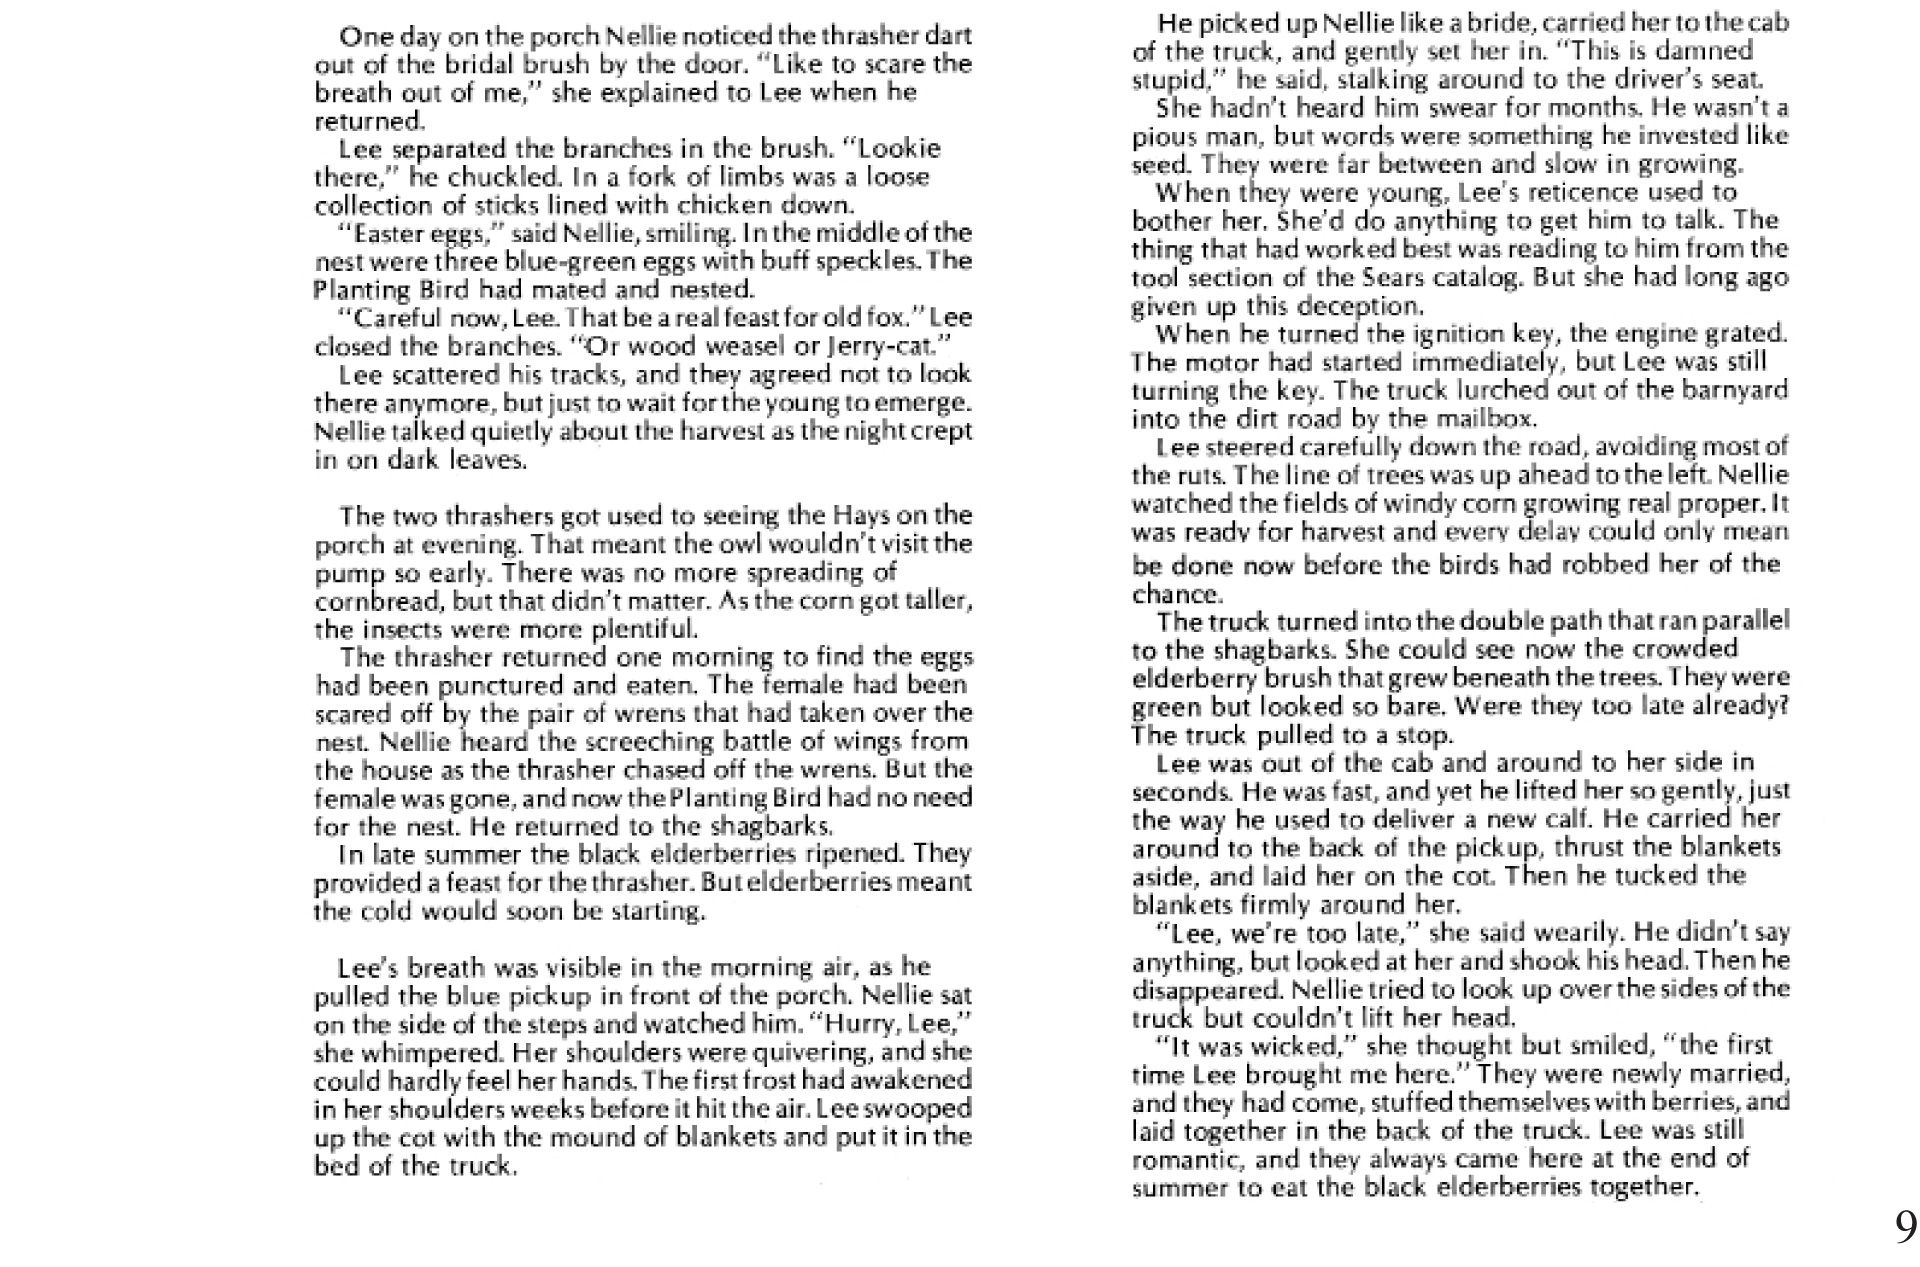 One day on the porch Nellie noticed the thrasher dart
out of the bridal brush by the door. “Like to scare the
breath out of me,” she explained to Lee when he
returned.
Lee separated the branches in the brush. “Lookie
there,” he chuckled. In a fork of limbs was a loose
collection of sticks lined with chicken down.
“Easter eggs,” said Nellie, smiling. In the middle of the
nest were three blue-green eggs with buff speckles. The
Planting Bird had mated and nested.
“Careful now, Lee. That be a real feast for old fox.” Lee
closed the branches. “Or wood weasel or Jerry-cat.”
Lee scattered his tracks, and they agreed not to look
there anymore, but just to wait for the young to emerge.
Nellie talked quietly about the harvest as the night crept
in on dark leaves.
The two thrashers got used to seeing the Hays on the
porch at evening. That meant the owl wouldn’t visit the
pump so early. There was no more spreading of
cornbread, but that didn’t matter. As the corn got taller,
the insects were more plentiful.
The thrasher returned one morning to find the eggs
had been punctured and eaten. The female had been
scared off by the pair of wrens that had taken over the
nest. Nellie heard the screeching battle of wings from
the house as the thrasher chased off the wrens. But the
female was gone, and now the Planting Bird had no need
for the nest. He returned to the shagbarks.
In late summer the black elderberries ripened. They
provided a feast for the thrasher. But elderberries meant
the cold would soon be starting.
Lee’s breath was visible in the morning air, as he
pulled the blue pickup in front of the porch. Nellie sat
on the side of the steps and watched him. “Hurry, Lee,”
she whimpered. Her shoulders were quivering, and she
could hardly feel her hands. The first frost had awakened
in her shoulders weeks before it hit the air. Lee swooped
up the cot with the mound of blankets and put it in the
bed of the truck.
He picked up Nellie like a bride, carried her to the cab
of the truck, and gently set her in. “This is damned
stupid,” he said, stalking around to the driver’s seat.
She hadn’t heard him swear for months. He wasn’t a
pious man, but words were something he invested like
seed. They were far between and slow in growing.
When they were young, Lee’s reticence used to
bother her. She’d do anything to get him to talk. The
thing that had worked best was reading to him from the
tool section of the Sears catalog. But she had long ago
given up this deception.
When he turned the ignition key, the engine grated.
The motor had started immediately, but Lee was still
turning the key. The truck lurched out of the barnyard
into the dirt road by the mailbox.
Lee steered carefully down the road, avoiding most of
the ruts. The line of trees was up ahead to the left. Nellie
watched the fields of windy corn growing real proper. It
was ready for harvest and every delay could only mean
be done now before the birds had robbed her of the
chance.
The truck turned into the double path that ran parallel
to the shagbarks. She could see now the crowded
elderberry brush that grew beneath the trees. They were
green but looked so bare. Were they too late already?
The truck pulled to a stop.
Lee was out of the cab and around to her side in
seconds. He was fast, and yet he lifted her so gently, just
the way he used to deliver a new calf. He carried her
around to the back of the pickup, thrust the blankets
aside, and laid her on the cot. Then he tucked the
blankets firmly around her.
“Lee, we’re too late,” she said wearily. He didn’t say
anything, but looked at her and shook his head. Then he
disappeared. Nellie tried to look up over the sides of the
truck but couldn’t lift her head.
“It was wicked,” she thought but smiled, “the first
time Lee brought me here.” They were newly married,
and they had come, stuffed themselves with berries, and
laid together in the back of the truck. Lee was still
romantic, and they always came here at the end of
summer to eat the black elderberries together.
9